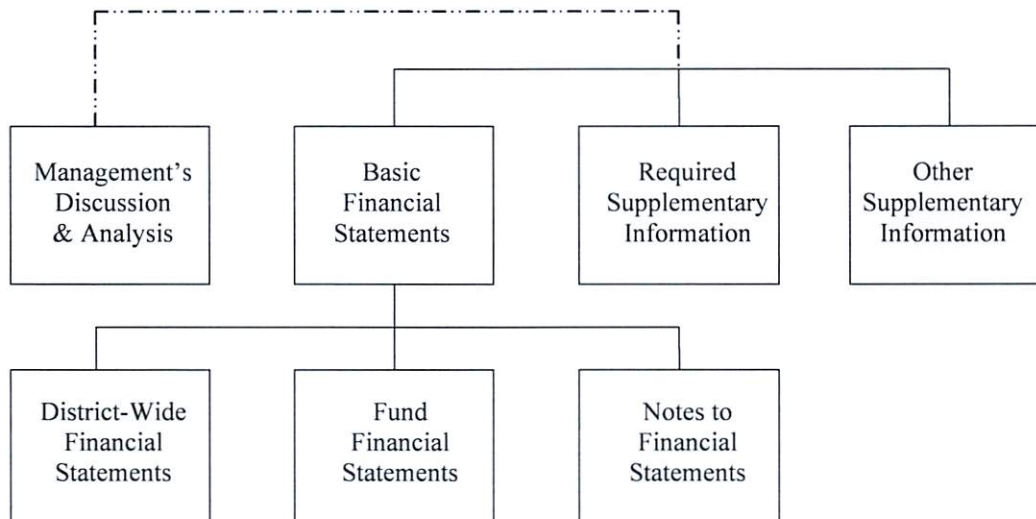 Management's
Discussion
& Analysis
Basic
Financial
Statements
Required
Supplementary
Information
Other
Supplementary
Information
District-Wide
Financial
Statements
Fund
Financial
Statements
Notes to
Financial
Statements